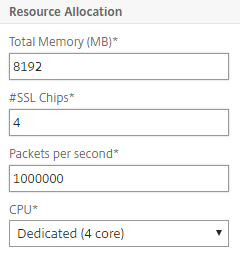 Resource Allocation
Total Memory (MB)*
8192
#SSL Chips*
4
Packets per second*
1000000
CPU*
Dedicated (4 core)